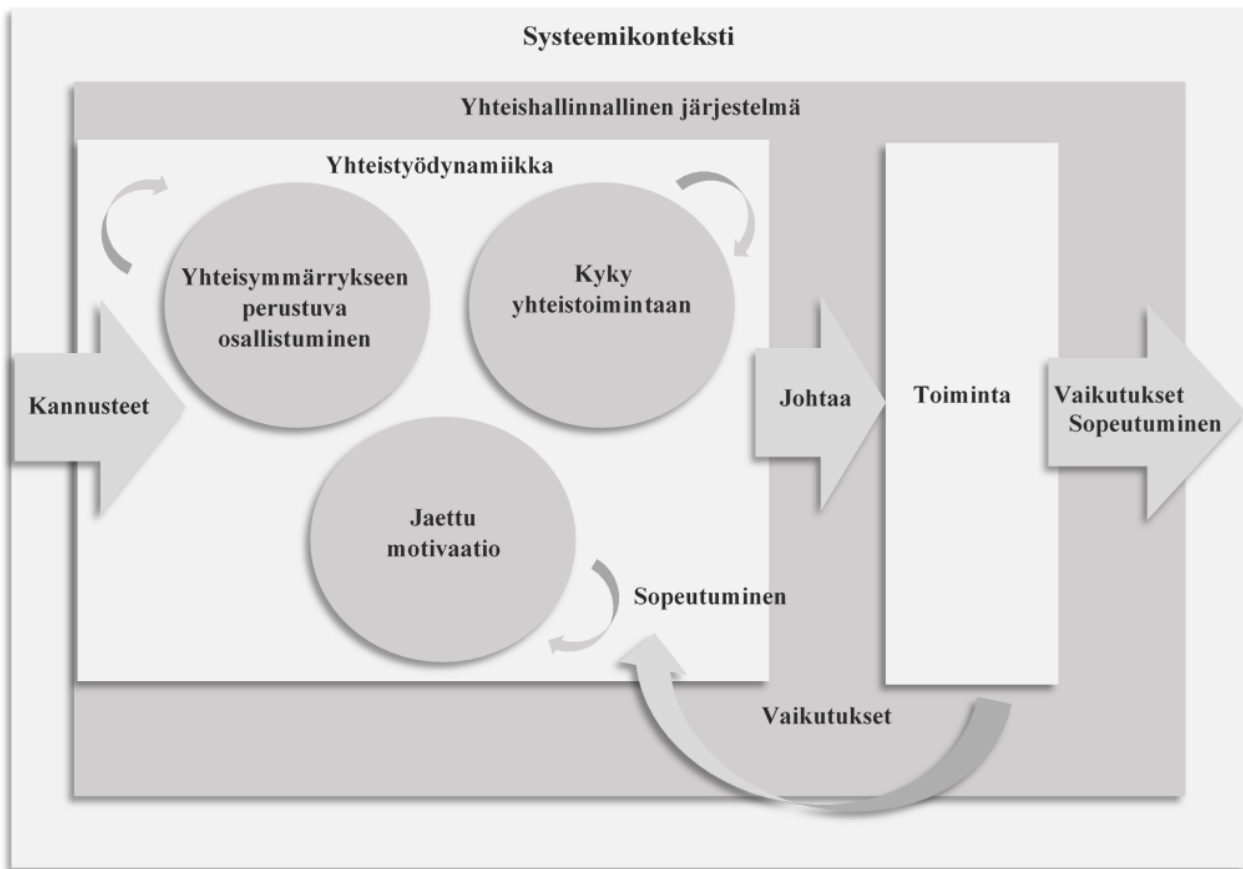 Systeemikonteksti
Yhteishallinnallinen järjestelmä
Yhteistyödynamiikka
Yhteisymmärrykseen
perustuva
osallistuminen
Kyky
yhteistoimintaan
Kannusteet
Johtaa
Toiminta
Vaikutukset
Sopeutuminen
Jaettu
motivaatio
Sopeutuminen
Vaikutukset